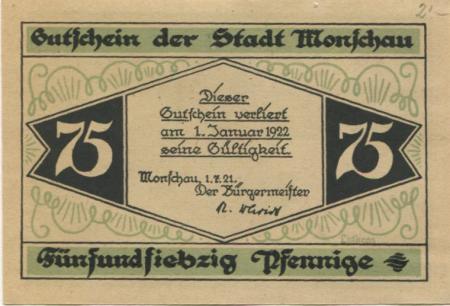 2.-
Gutschein der Stadt Monschau
75
Dieser
Gutschein verliert
am 1. Januar 1922
seine Gültigkeit.
75
Monschau, 1.7.21.
Der Bürgermeister
Fünfundsiebzig Pfennige